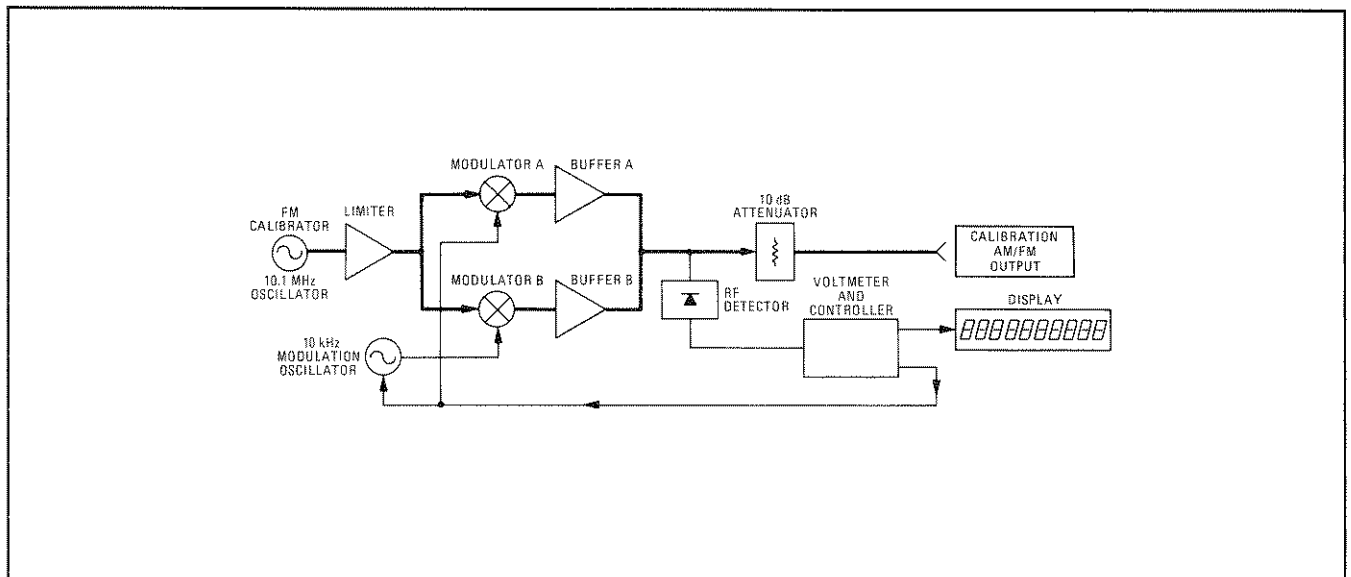 MODULATOR A
BUFFER A
FM
CALIBRATOR
LIMITER
10.1 MHz
OSCILLATOR
MODULATOR B
BUFFER B
10 kHz
MODULATION
OSCILLATOR
10 dB
ATTENUATOR
RF
DETECTOR
VOLTMETER
AND
CONTROLLER
CALIBRATION
AM/FM
OUTPUT
DISPLAY
8888888888